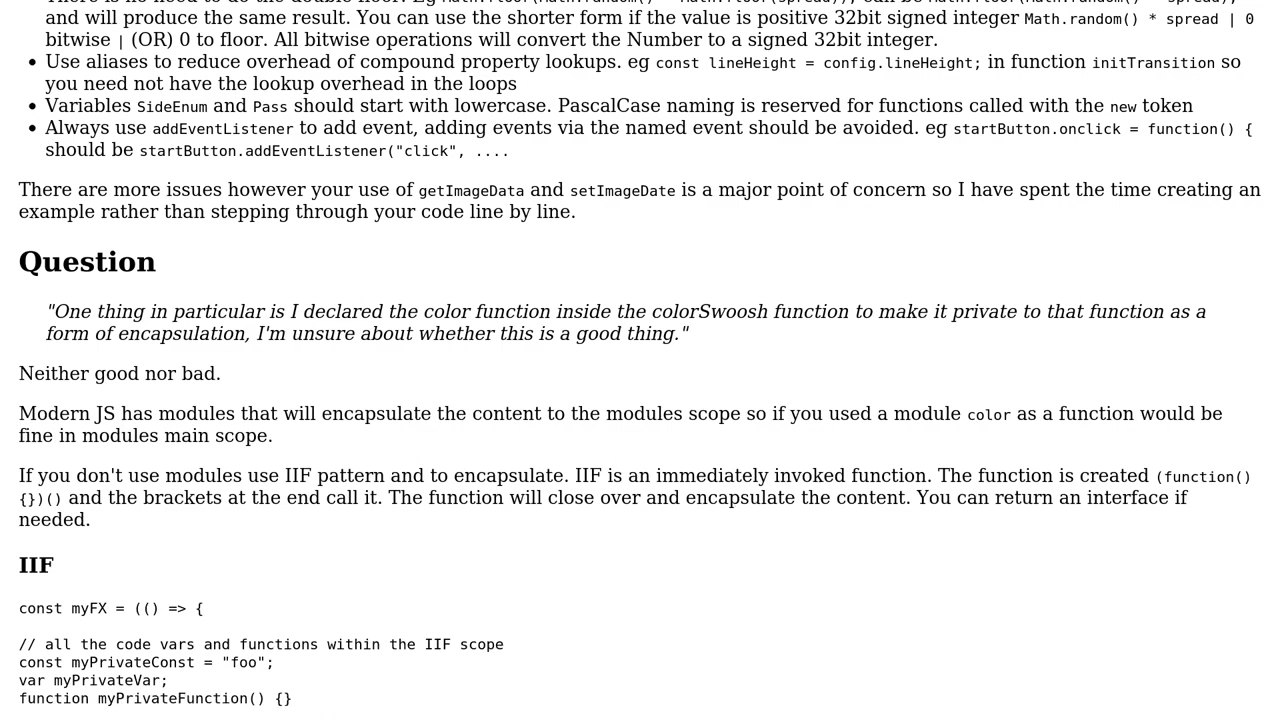 and will produce the same result. You can use the shorter form if the value is positive 32bit signed integer Math.random() * spread | 0
bitwise | (OR) 0 to floor. All bitwise operations will convert the Number to a signed 32bit integer.
Use aliases to reduce overhead of compound property lookups. eg const lineHeight = config.lineHeight; in function initTransition so
you need not have the lookup overhead in the loops
Variables SideEnum and Pass should start with lowercase. PascalCase naming is reserved for functions called with the new token
Always use addEventListener to add event, adding events via the named event should be avoided. eg startButton.onclick = function() {
should be startButton.addEventListener("click", ....
There are more issues however your use of getImageData and setImageDate is a major point of concern so I have spent the time creating an
example rather than stepping through your code line by line.
Question
"One thing in particular is I declared the color function inside the colorSwoosh function to make it private to that function as a
form of encapsulation, I'm unsure about whether this is a good thing."
Neither good nor bad.
Modern JS has modules that will encapsulate the content to the modules scope so if you used a module color as a function would be
fine in modules main scope.
If you don't use modules use IIF pattern and to encapsulate. IIF is an immediately invoked function. The function is created (function()
{})() and the brackets at the end call it. The function will close over and encapsulate the content. You can return an interface if
needed.
IIF
const myFX = (() => {
// all the code vars and functions within the IIF scope
const myPrivateConst = "foo";
var myPrivateVar;
function myPrivateFunction() {}